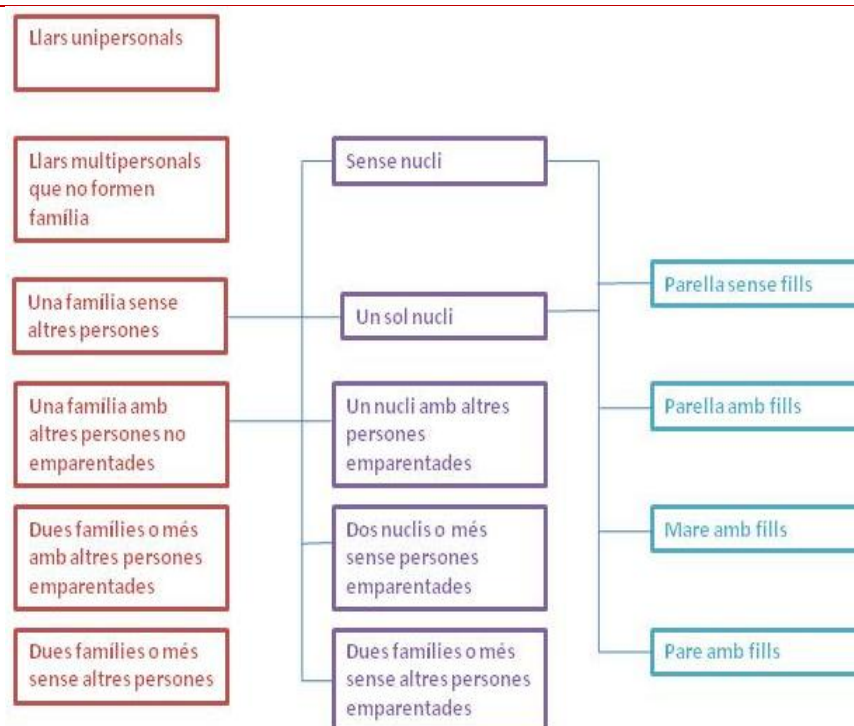 Llars unipersonals
Llars multipersonals
que no formen
família
Una família sense
altres persones
Una família amb
altres persones no
emparentades
Dues famílies o més
amb altres persones
emparentades
Dues famílies o més
sense altres persones
Sense nucli
Un sol nucli
Un nucli amb altres
persones
emparentades
Dos nuclis o més
sense persones
emparentades
Dues famílies o més
sense altres persones
emparentades
Parella sense fills
Parella amb fills
Mare amb fills
Pare amb fills